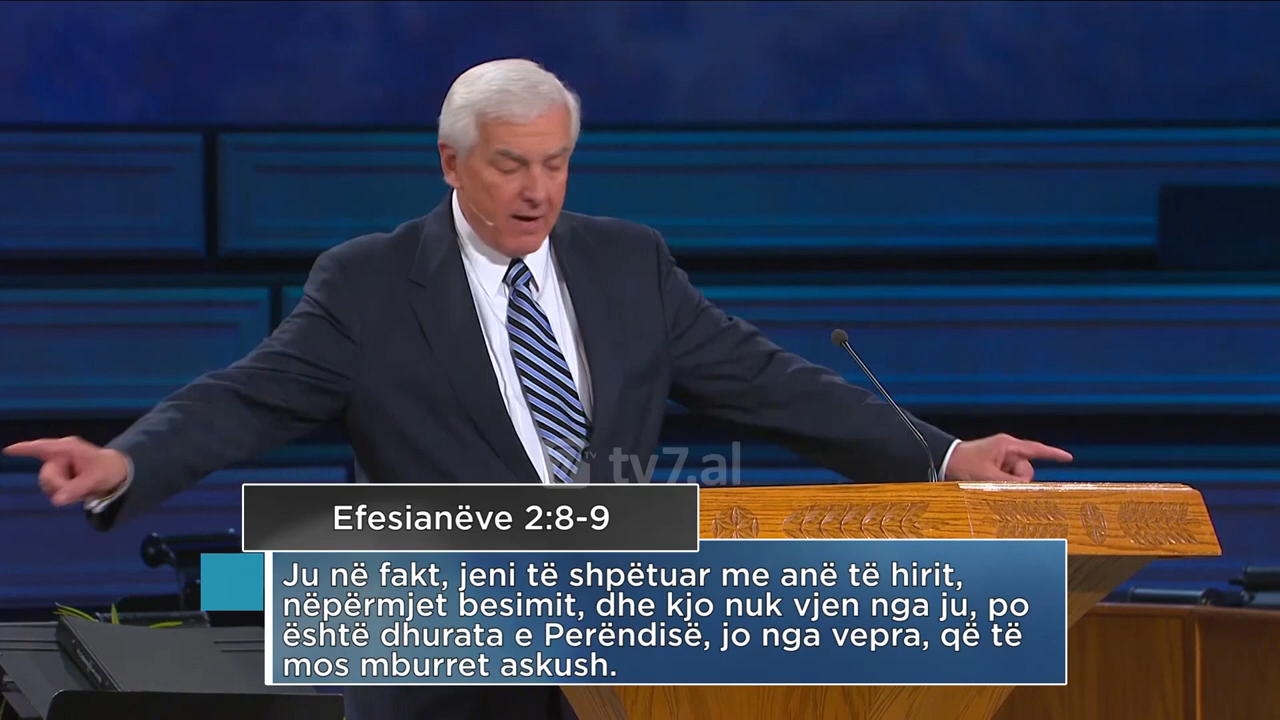 TV tv7.al
Efesianëve 2:8-9
Ju në fakt, jeni të shpëtuar me anë të hirit,
nëpërmjet besimit, dhe kjo nuk vjen nga ju, po
është dhurata e Perëndisë, jo nga vepra, që të
mos mburret askush.